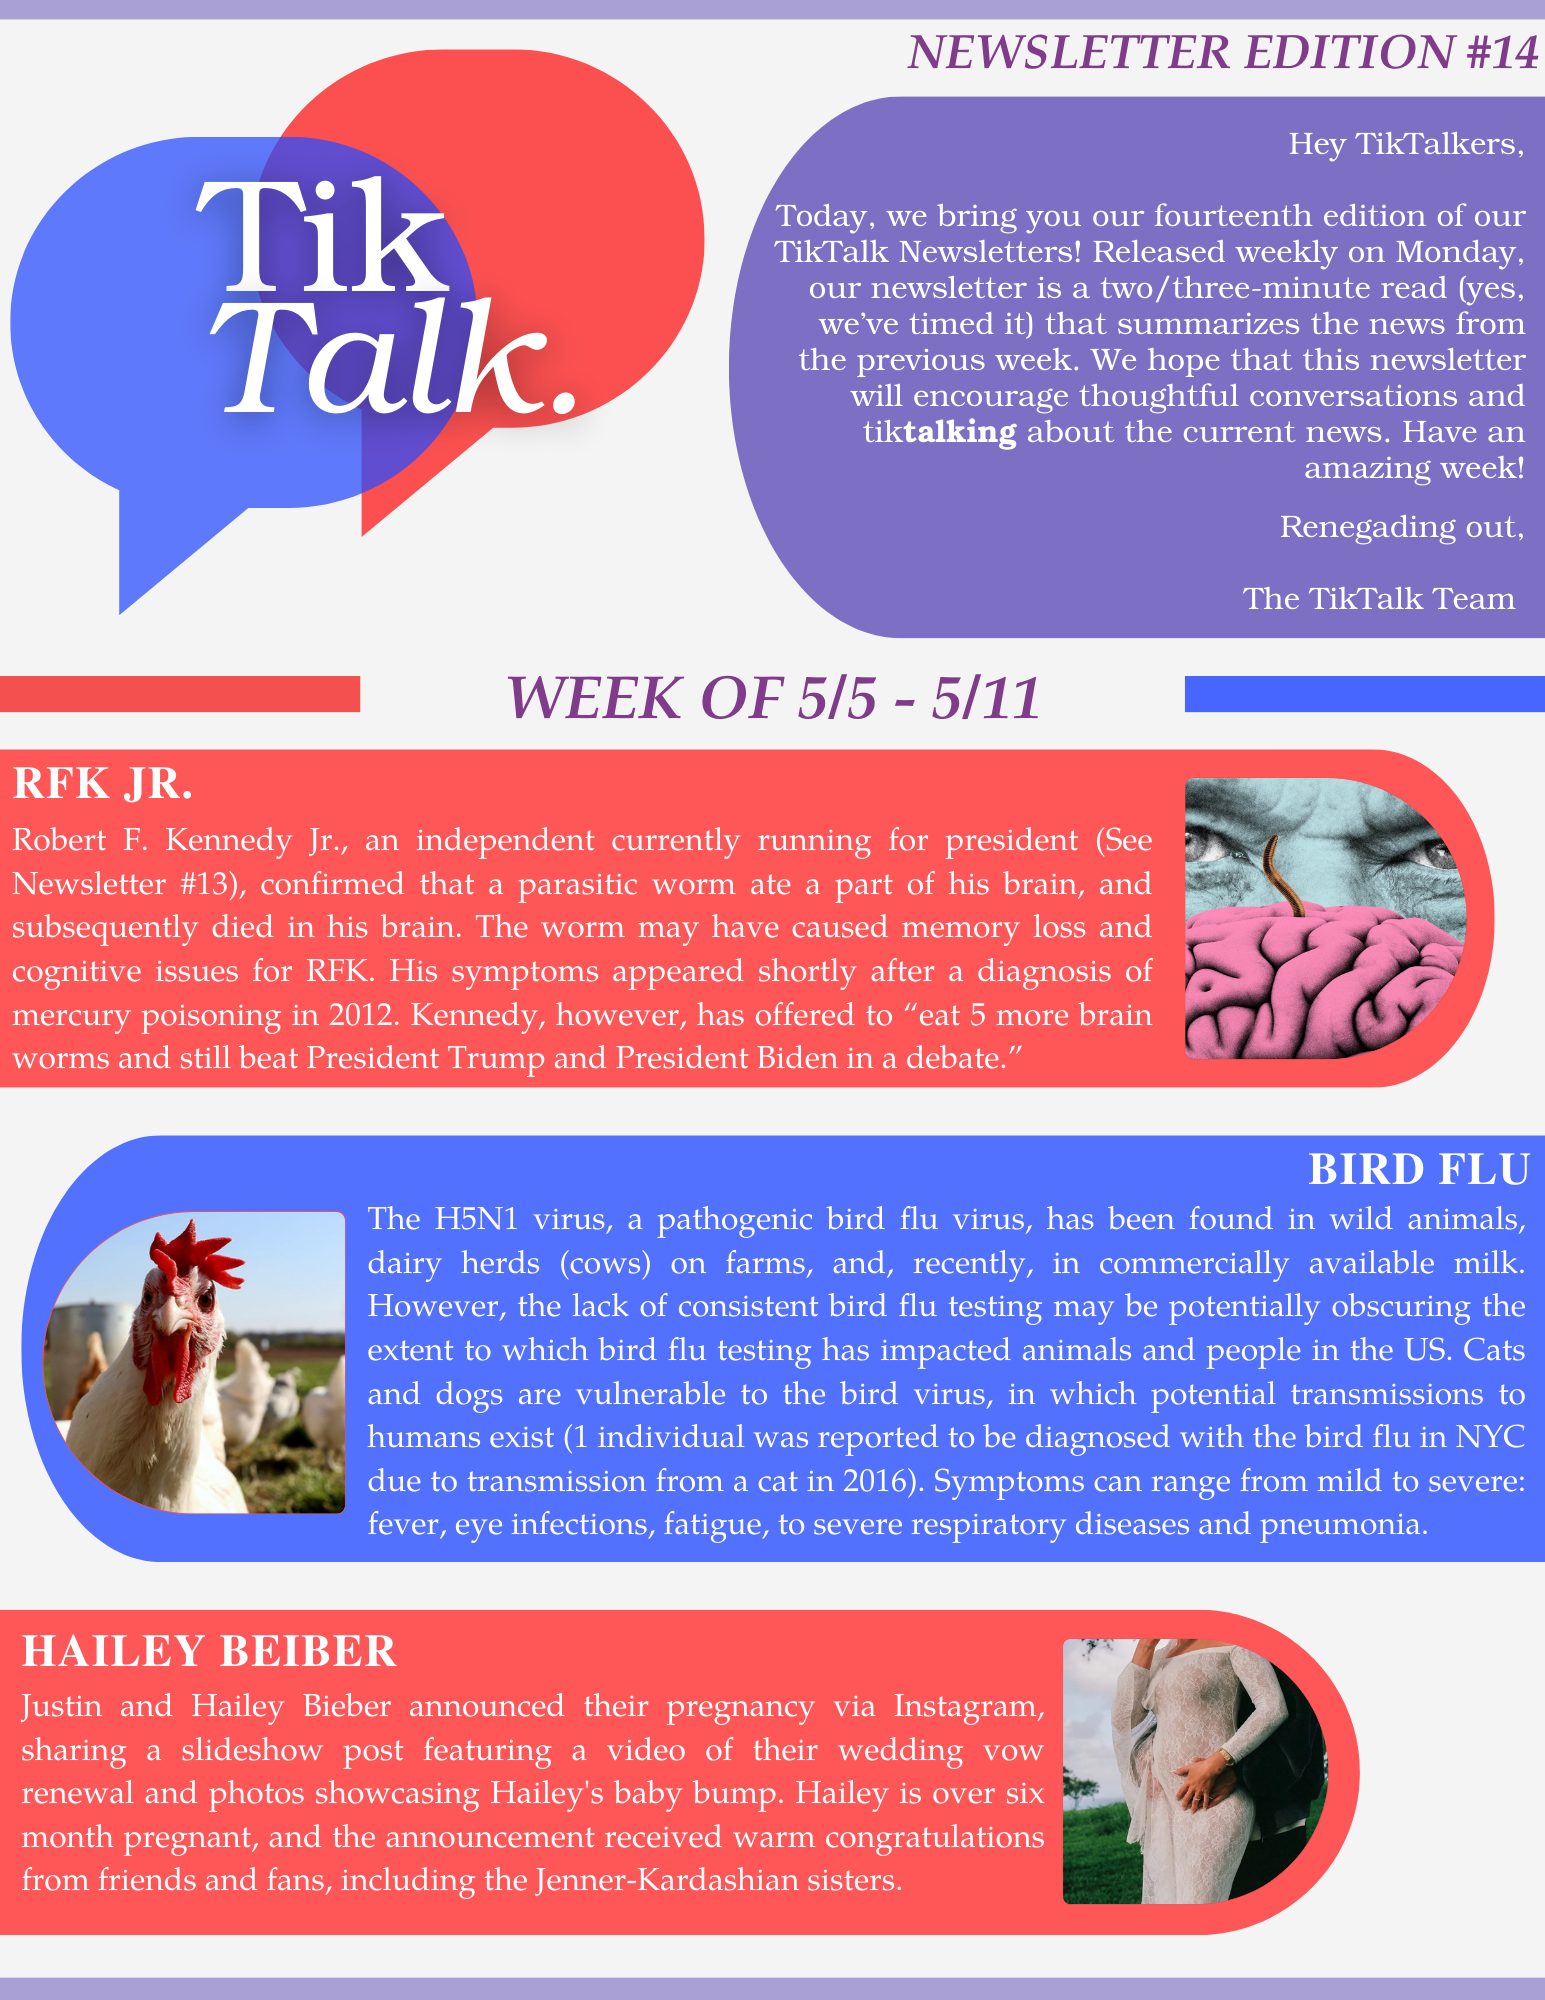 NEWSLETTER EDITION #14
Tik
Talk.
Hey TikTalkers,
Today, we bring you our fourteenth edition of our
TikTalk Newsletters! Released weekly on Monday,
our newsletter is a two/three-minute read (yes,
we’ve timed it) that summarizes the news from
the previous week. We hope that this newsletter
will encourage thoughtful conversations and
tiktalking about the current news. Have an
amazing week!
Renegading out,
The TikTalk Team
WEEK OF 5/5 - 5/11
RFK JR.
Robert F. Kennedy Jr., an independent currently running for president (See
Newsletter #13), confirmed that a parasitic worm ate a part of his brain, and
subsequently died in his brain. The worm may have caused memory loss and
cognitive issues for RFK. His symptoms appeared shortly after a diagnosis of
mercury poisoning in 2012. Kennedy, however, has offered to “eat 5 more brain
worms and still beat President Trump and President Biden in a debate.”
BIRD FLU
The H5N1 virus, a pathogenic bird flu virus, has been found in wild animals,
dairy herds (cows) on farms, and, recently, in commercially available milk.
However, the lack of consistent bird flu testing may be potentially obscuring the
extent to which bird flu testing has impacted animals and people in the US. Cats
and dogs are vulnerable to the bird virus, in which potential transmissions to
humans exist (1 individual was reported to be diagnosed with the bird flu in NYC
due to transmission from a cat in 2016). Symptoms can range from mild to severe:
fever, eye infections, fatigue, to severe respiratory diseases and pneumonia.
HAILEY BEIBER
Justin and Hailey Bieber announced their pregnancy via Instagram,
sharing a slideshow post featuring a video of their wedding vow
renewal and photos showcasing Hailey's baby bump. Hailey is over six
month pregnant, and the announcement received warm congratulations
from friends and fans, including the Jenner-Kardashian sisters.